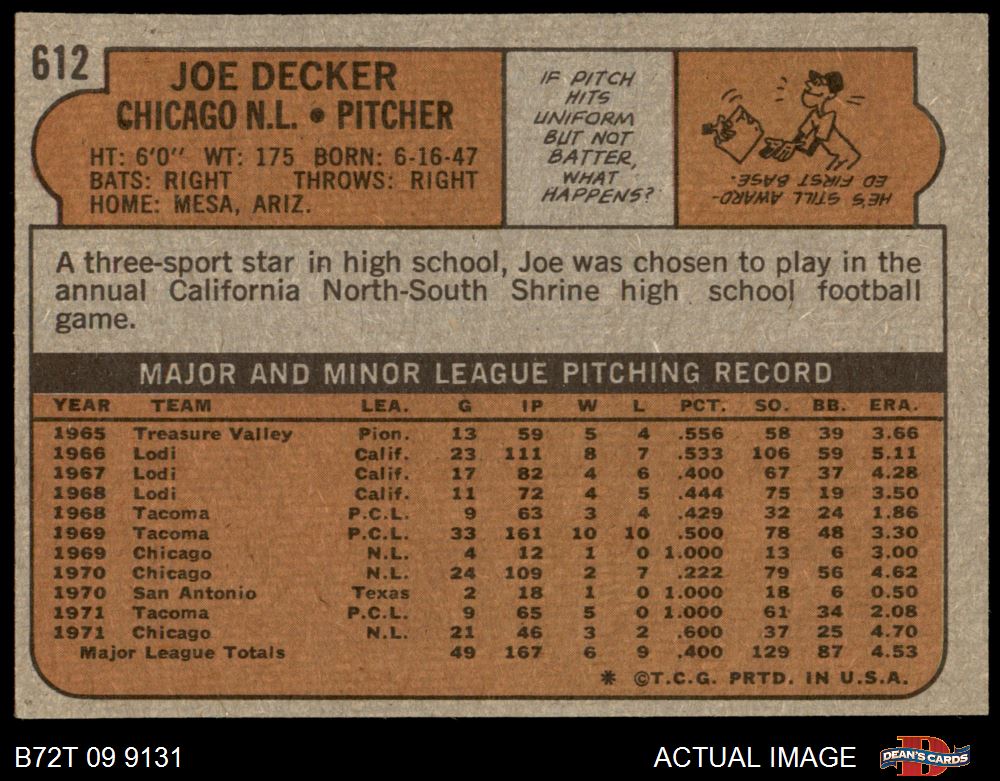 612
JOE DECKER
CHICAGO N.L. • PITCHER
HT: 6'0" WT: 175 BORN: 6-16-47
BATS: RIGHT THROWS: RIGHT
HOME: MESA, ARIZ.
IF PITCH
HITS
UNIFORM
BUT NOT
BATTER,
WHAT
HAPPENS?
HE'S STILL AWARD-
ED FIRST BASE.
A three-sport star in high school, Joe was chosen to play in the
annual California North-South Shrine high school football
game.
MAJOR AND MINOR LEAGUE PITCHING RECORD
YEAR TEAM LEA. G IP W L PCT. SO. BB. ERA.
1965 Treasure Valley Pion. 13 59 5 4 .556 58 39 3.66
1966 Lodi Calif. 23 111 8 7 .533 106 59 5.11
1967 Lodi Calif. 17 82 4 6 .400 67 37 4.28
1968 Lodi Calif. 11 72 4 5 .444 75 19 3.50
1968 Tacoma P.C.L. 9 63 3 4 .429 32 24 1.86
1969 Tacoma P.C.L. 33 161 10 10 .500 78 48 3.30
1969 Chicago N.L. 4 12 1 0 1.000 13 6 3.00
1970 Chicago N.L. 24 109 2 7 .222 79 56 4.62
1970 San Antonio Texas 2 18 1 0 1.000 18 6 0.50
1971 Tacoma P.C.L. 9 65 5 0 1.000 61 34 2.08
1971 Chicago N.L. 21 46 3 2 .600 37 25 4.70
Major League Totals 49 167 6 9 .400 129 87 4.53
* ©T.C.G. PRTD. IN U.S.A.
B72T 09 9131
ACTUAL IMAGE
D
DEAN'S CARDS